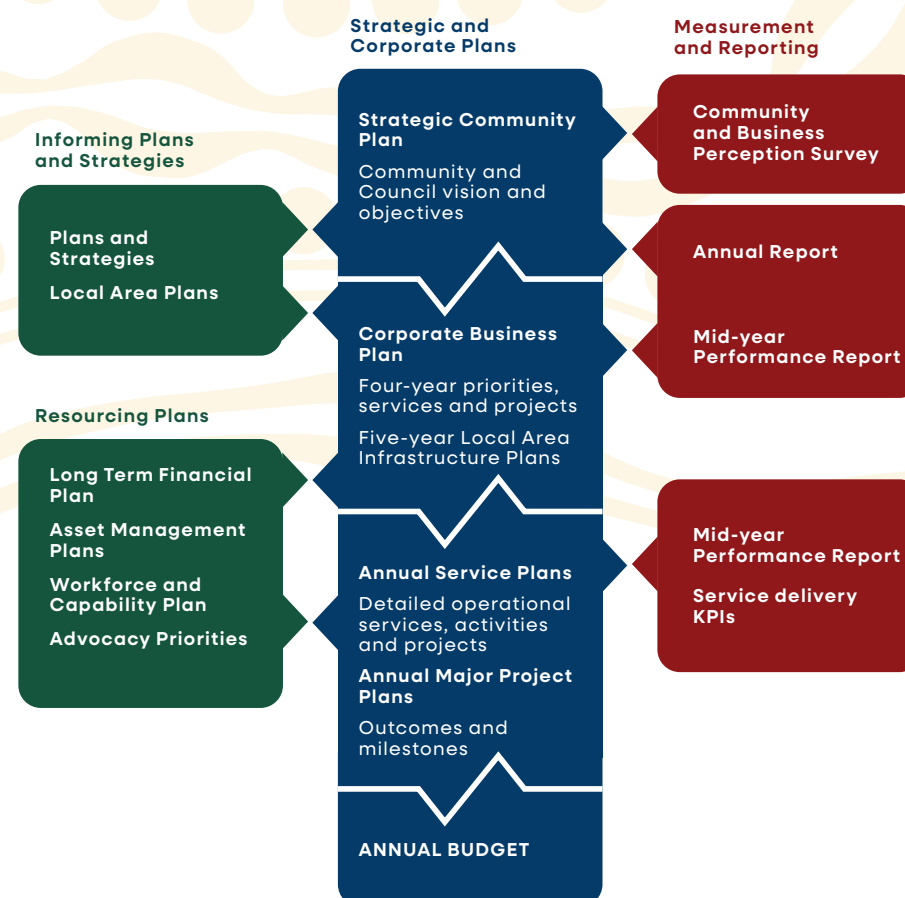 Informing Plans
and Strategies
Plans and
Strategies
Local Area Plans
Resourcing Plans
Long Term Financial
Plan
Asset Management
Plans
Workforce and
Capability Plan
Advocacy Priorities
Strategic and
Corporate Plans
Strategic Community
Plan
Community and
Council vision and
objectives
Corporate Business
Plan
Four-year priorities,
services and projects
Five-year Local Area
Infrastructure Plans
Annual Service Plans
Detailed operational
services, activities
and projects
Annual Major Project
Plans
Outcomes and
milestones
ANNUAL BUDGET
Measurement
and Reporting
Community
and Business
Perception Survey
Annual Report
Mid-year
Performance Report
Mid-year
Performance Report
Service delivery
KPIs